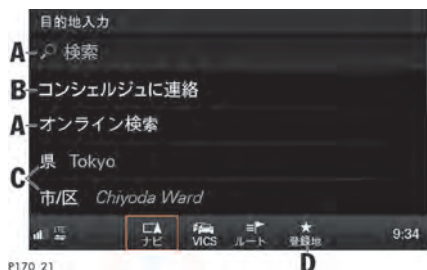 目的地入力
A 検索
B コンシェルジュに連絡
A オンライン検索
C 県 Tokyo
市/区 Chiyoda Ward
LTE ナビ VICS ルート 登録地 9:34
D
P170_21